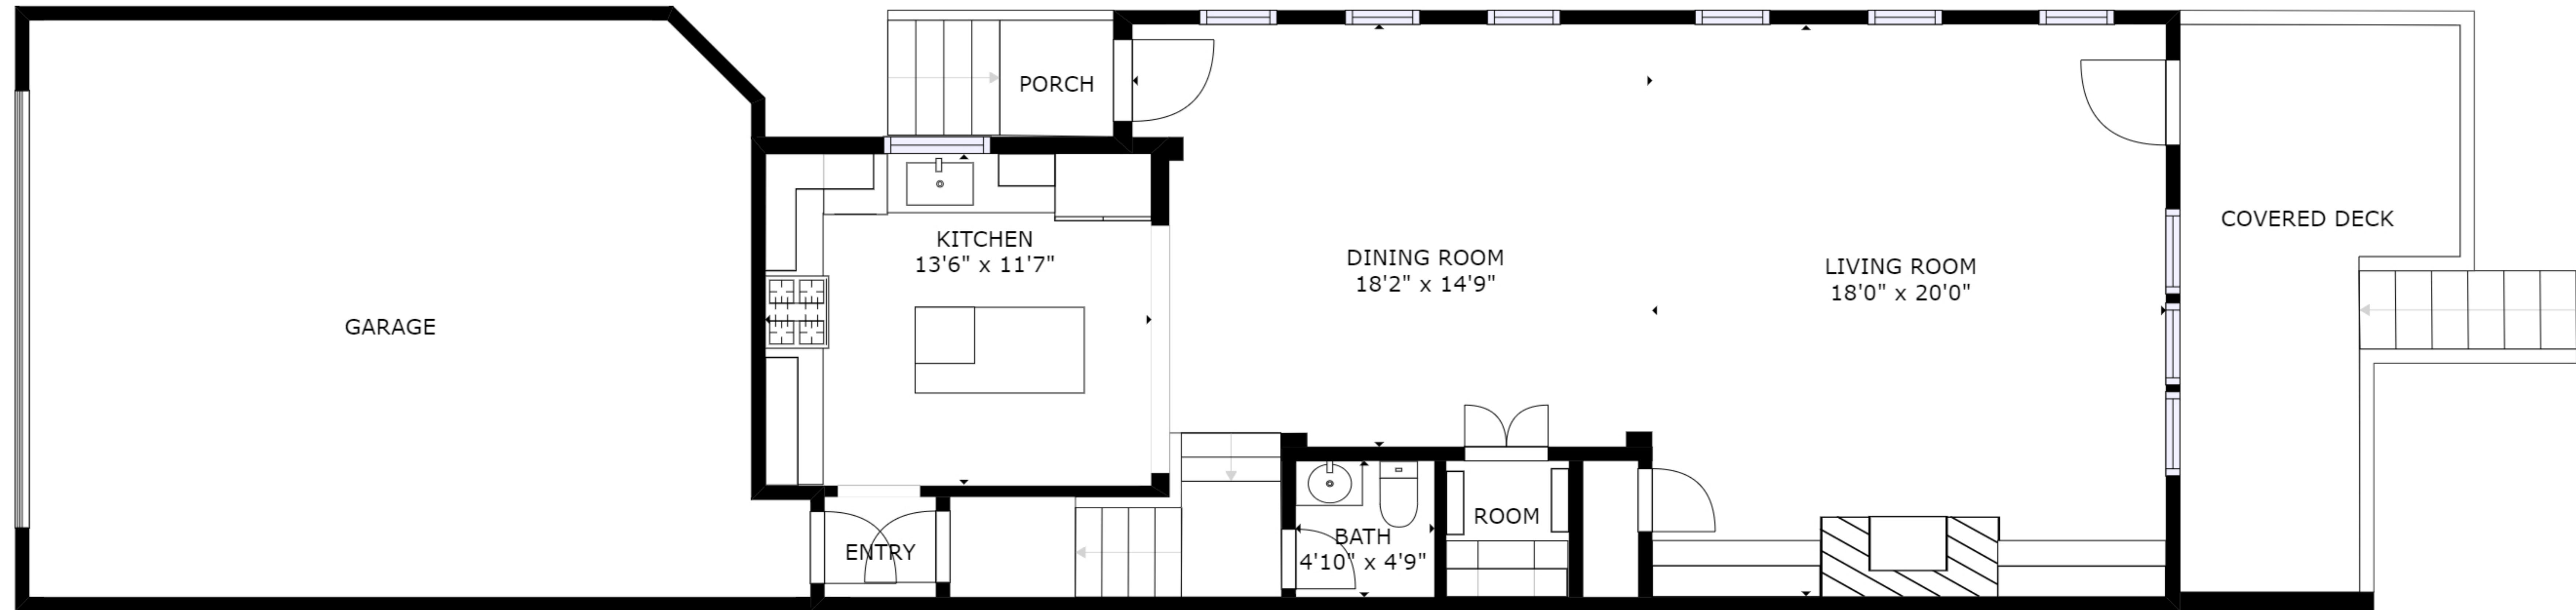 PORCH
KITCHEN
13'6" x 11'7"
DINING ROOM
18'2" x 14'9"
LIVING ROOM
18'0" x 20'0"
COVERED DECK
GARAGE
ENTRY
BATH
4'10" x 4'9"
ROOM